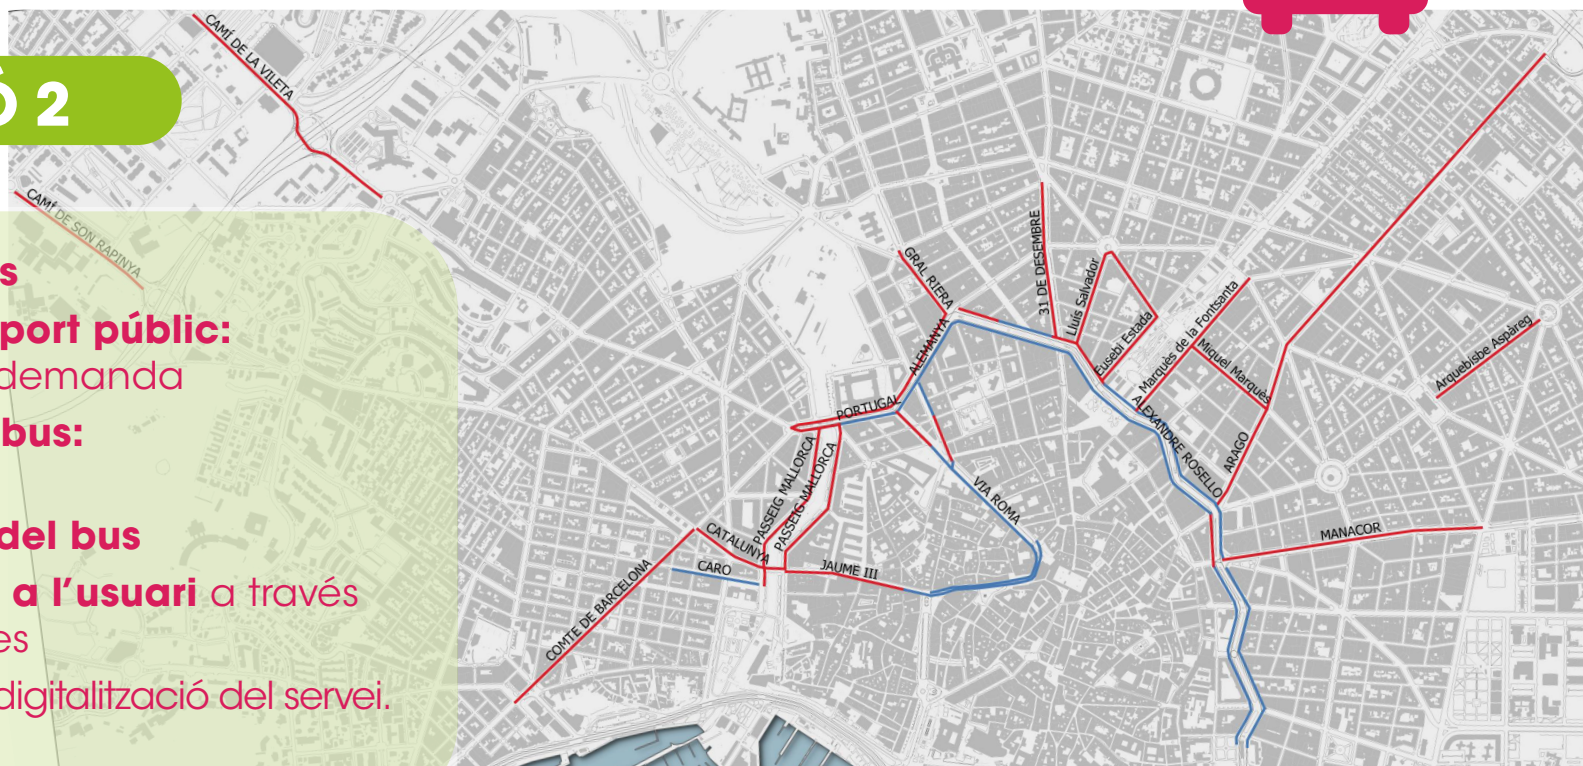 Ó 2
s
port públic:
demanda
bus:
del bus
a l’usuari a través
es
digitalització del servei.
CAMÍ DE LA VILETA
CAMÍ DE SON RAPINYA
GRAL RIERA
31 DE DESEMBRE
Lluís Salvador
Eusebi Estada
Marquès de la Fontsanta
Miquel Marquès
Arquebisbe Aspàreg
ALEMANYA
PORTUGAL
ALEXANDRE ROSELLO
ARAGO
PASSEIG MALLORCA
PASSEIG MALLORCA
VIA ROMA
MANACOR
CATALUNYA
CARO
JAUME III
COMTE DE BARCELONA